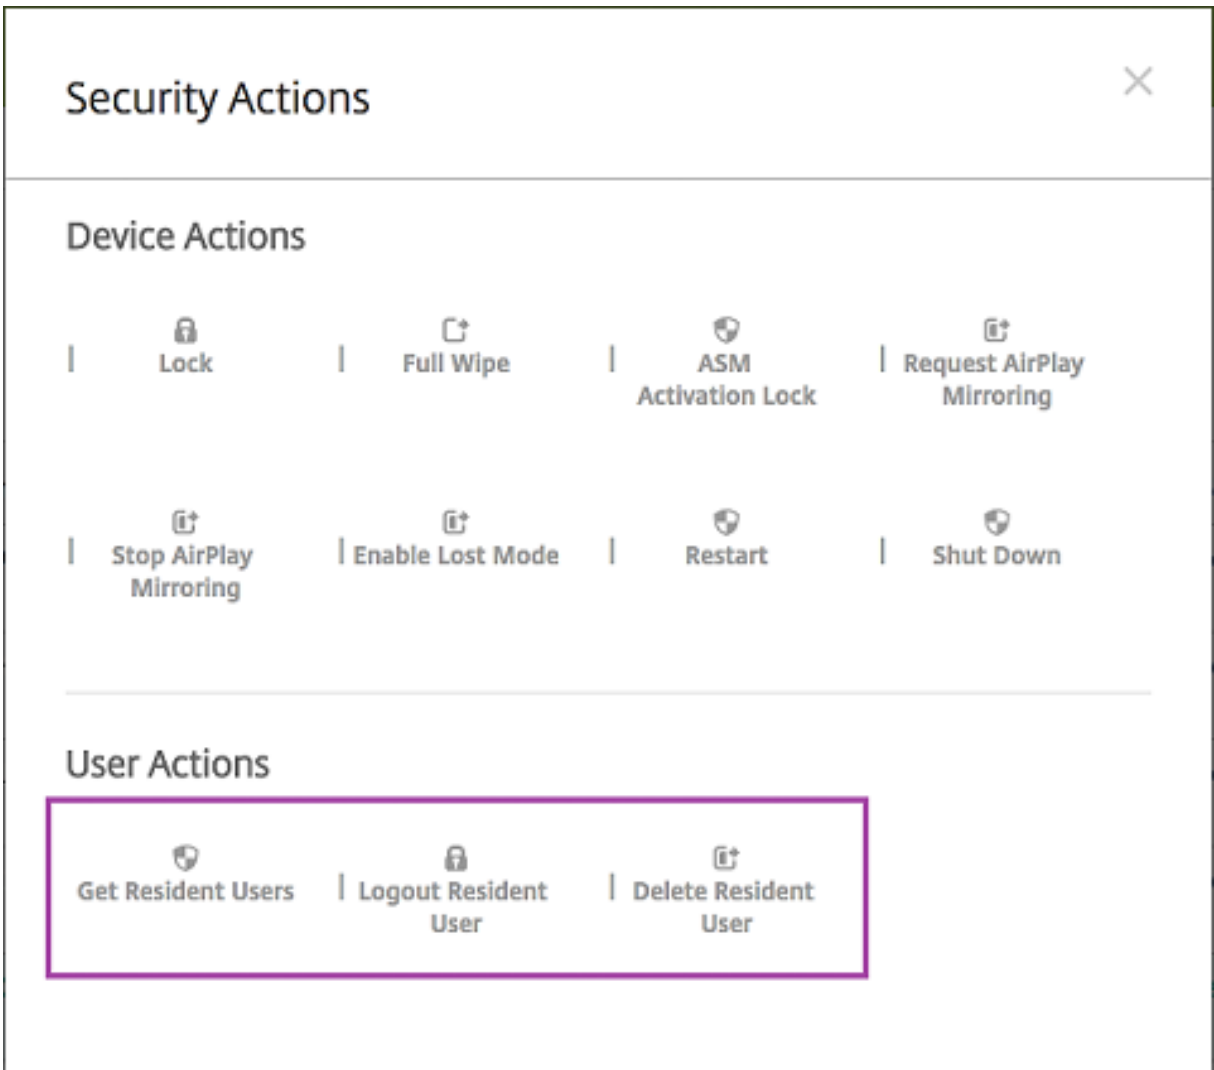 Security Actions
Device Actions
Lock
Full Wipe
ASM
Activation Lock
Request AirPlay
Mirroring
Stop AirPlay
Mirroring
Enable Lost Mode
Restart
Shut Down
User Actions
Get Resident Users
Logout Resident
User
Delete Resident
User